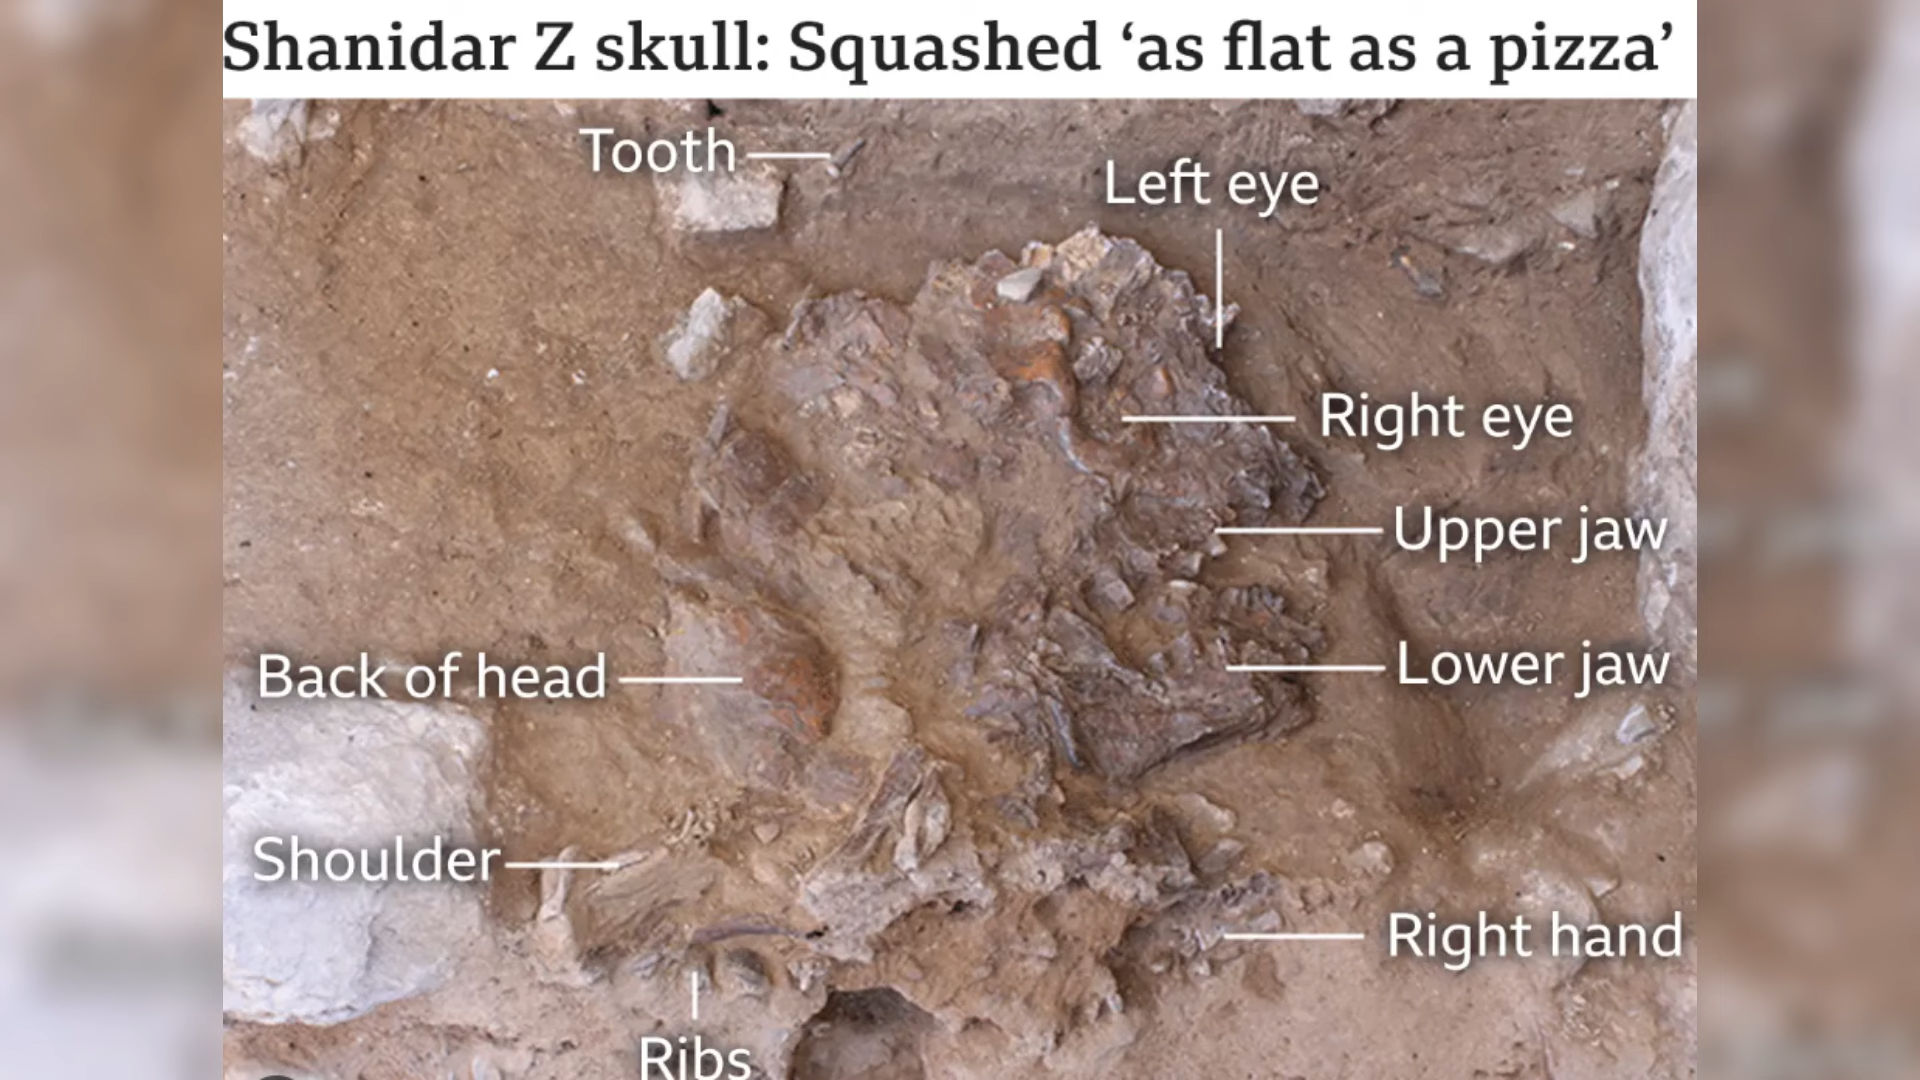 Shanidar Z skull: Squashed ‘as flat as a pizza’
Tooth
Left eye
Right eye
Upper jaw
Lower jaw
Back of head
Shoulder
Right hand
Ribs